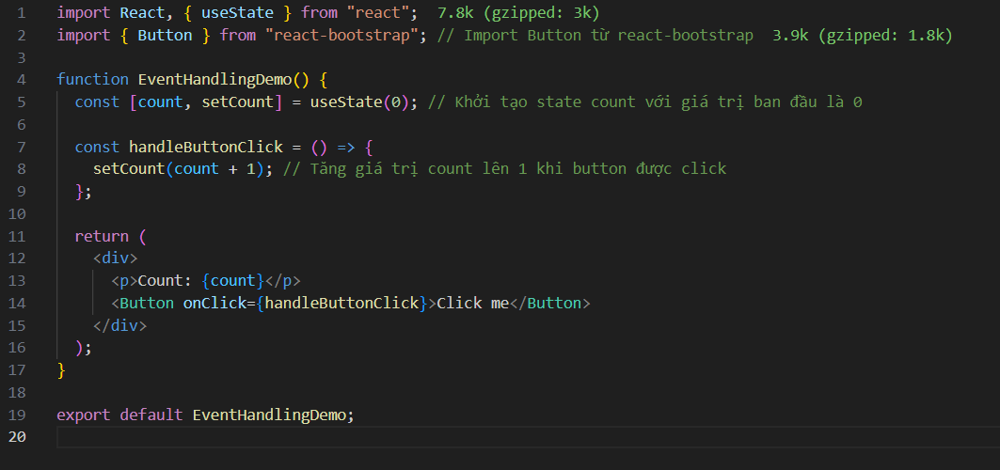 1 import React, { useState } from "react"; 7.8k (gzipped: 3k)
2 import { Button } from "react-bootstrap"; // Import Button từ react-bootstrap 3.9k (gzipped: 1.8k)
3
4 function EventHandlingDemo() {
5   const [count, setCount] = useState(0); // Khởi tạo state count với giá trị ban đầu là 0
6
7   const handleButtonClick = () => {
8     setCount(count + 1); // Tăng giá trị count lên 1 khi button được click
9   };
10
11   return (
12     <div>
13       <p>Count: {count}</p>
14       <Button onClick={handleButtonClick}>Click me</Button>
15     </div>
16   );
17 }
18
19 export default EventHandlingDemo;
20